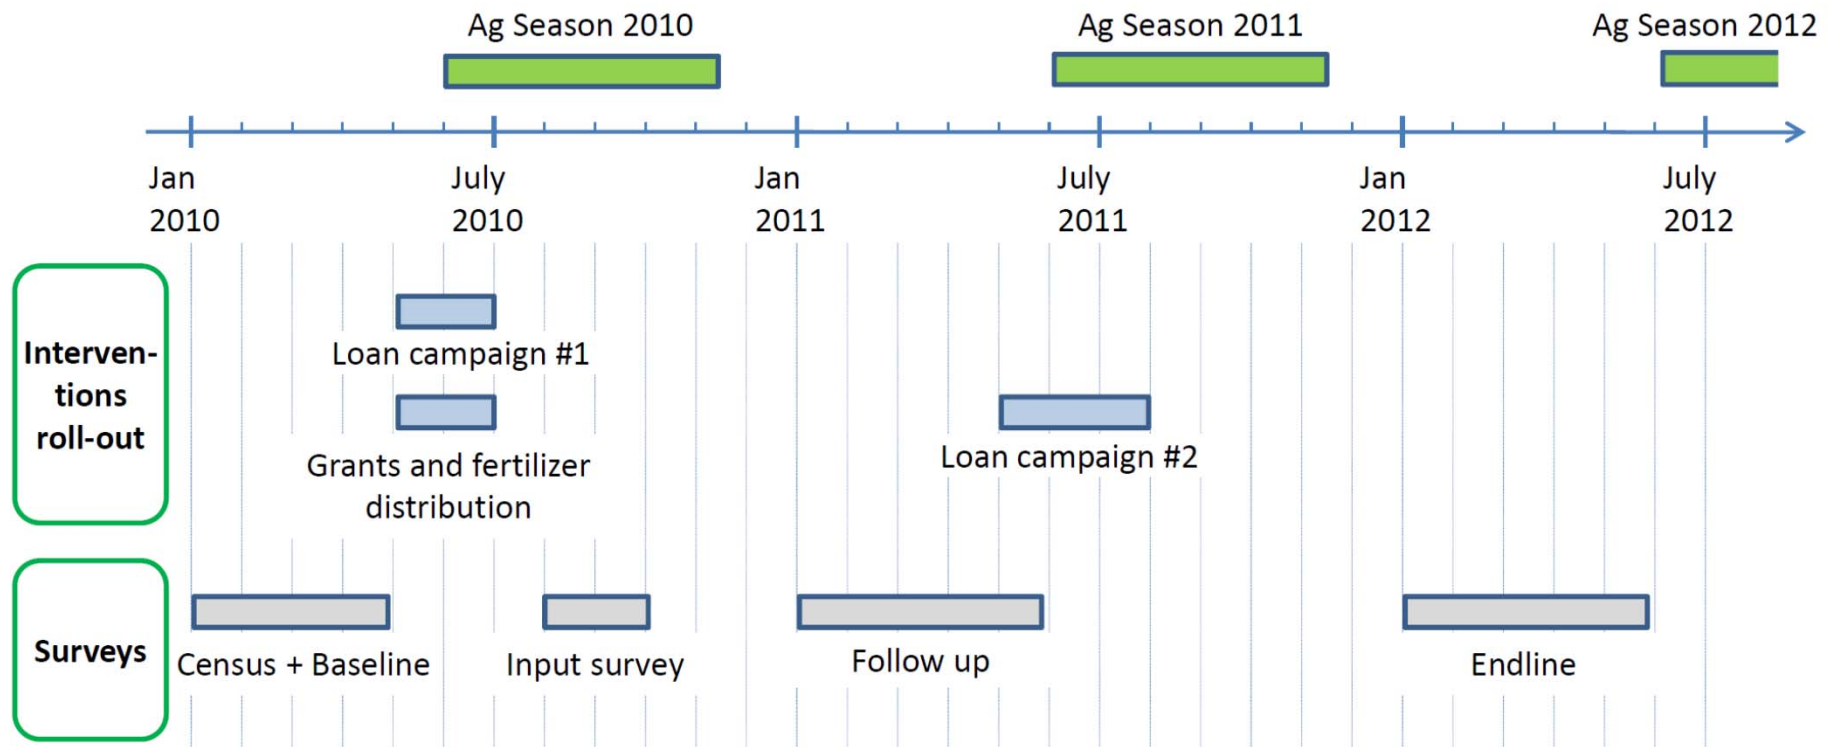 Ag Season 2010
Ag Season 2011
Ag Season 2012
Jan
2010
July
2010
Jan
2011
July
2011
Jan
2012
July
2012
Interven-
tions
roll-out
Loan campaign #1
Grants and fertilizer
distribution
Loan campaign #2
Surveys
Census + Baseline
Input survey
Follow up
Endline